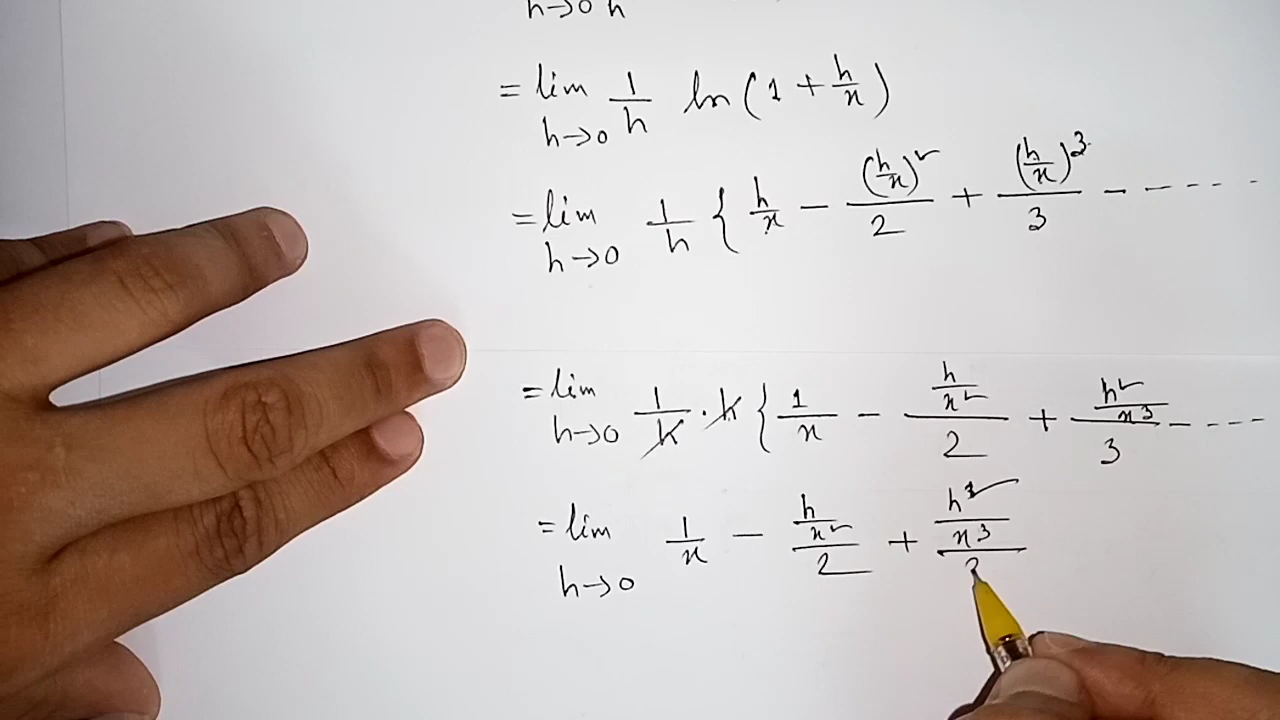 h→0 h
= lim h→0 1/h ln(1 + h/x)
= lim h→0 1/h { h/x - (h/x)²/2 + (h/x)³/3 - - - - - -
= lim h→0 1/h · h { 1/x - (h/x²)/2 + (h²/x³)/3 - - - - -
= lim h→0 1/x - (h/x²)/2 + (h²/x³)/